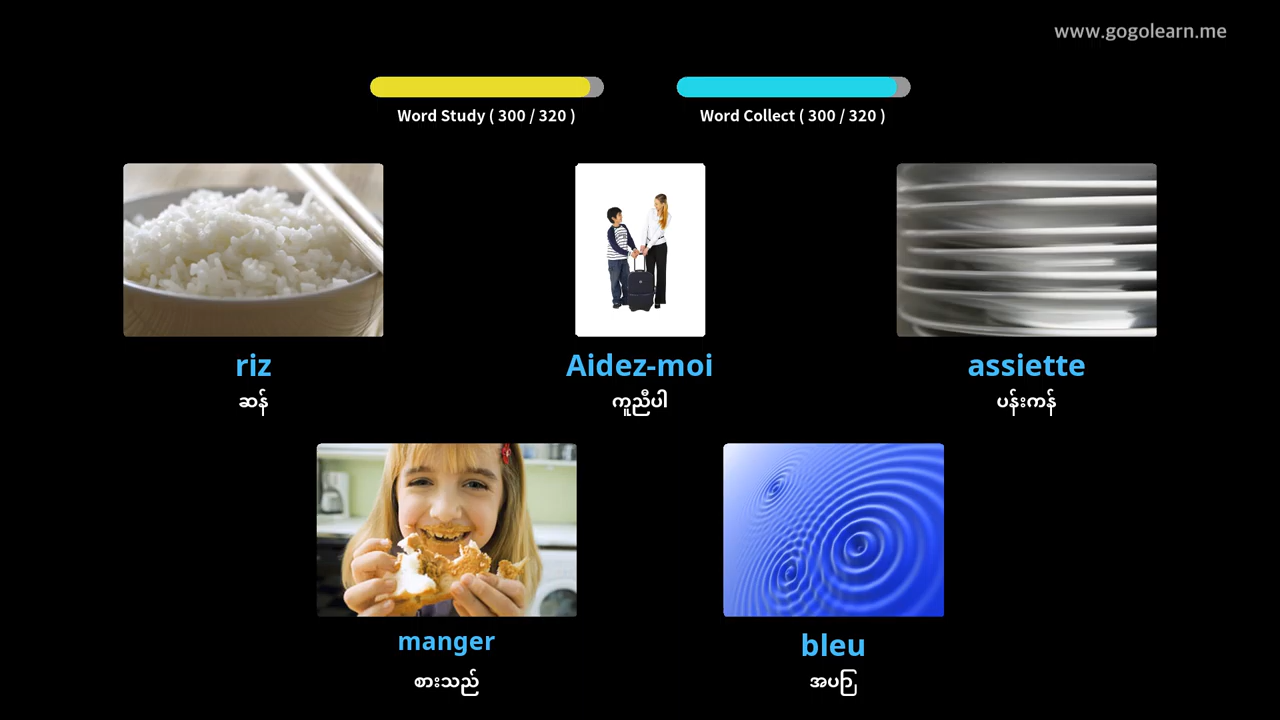 www.gogolearn.me
Word Study ( 300 / 320 )
Word Collect ( 300 / 320 )
riz
Aidez-moi
assiette
ဆန်
ကူညီပါ
ပန်းကန်
manger
bleu
စားသည်
အပြာ